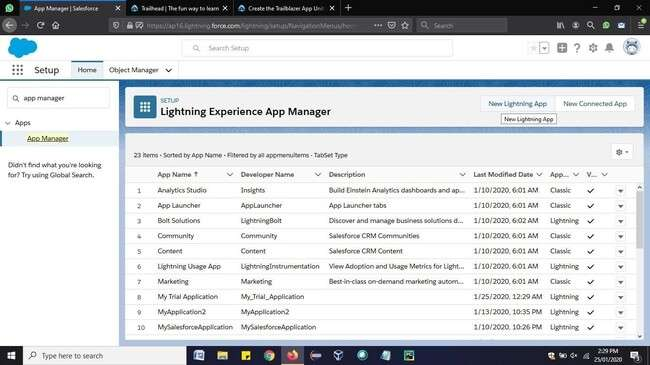 App Manager | Salesforce
Trailhead | The fun way to learn
Create the Trailblazer App Unit
https://ap16.lightning.force.com/lightning/setup/NavigationMenus/home
Search
Search Setup
Setup
Home
Object Manager
app manager
Apps
App Manager
Didn't find what you're looking for? Try using Global Search.
SETUP
Lightning Experience App Manager
New Lightning App
New Connected App
New Lightning App
23 items • Sorted by App Name • Filtered by all appmenuitems - TabSet Type
App Name ↑ Developer Name Description Last Modified Date App... V...
1 Analytics Studio Insights Build Einstein Analytics dashboards and ap... 1/10/2020, 6:01 AM Classic
2 App Launcher AppLauncher App Launcher tabs 1/10/2020, 6:01 AM Classic
3 Bolt Solutions LightningBolt Discover and manage business solutions d... 1/10/2020, 6:02 AM Lightning
4 Community Community Salesforce CRM Communities 1/10/2020, 6:01 AM Classic
5 Content Content Salesforce CRM Content 1/10/2020, 6:01 AM Classic
6 Lightning Usage App LightningInstrumentation View Adoption and Usage Metrics for Light... 1/10/2020, 6:01 AM Lightning
7 Marketing Marketing Best-in-class on-demand marketing autom... 1/10/2020, 6:01 AM Classic
8 My Trial Application My_Trial_Application 1/25/2020, 12:29 AM Lightning
9 MyApplication2 MyApplication2 1/13/2020, 10:35 PM Lightning
10 MySalesforceApplication MySalesforceApplication 1/10/2020, 10:26 PM Lightning
Type here to search
2:29 PM
25/01/2020